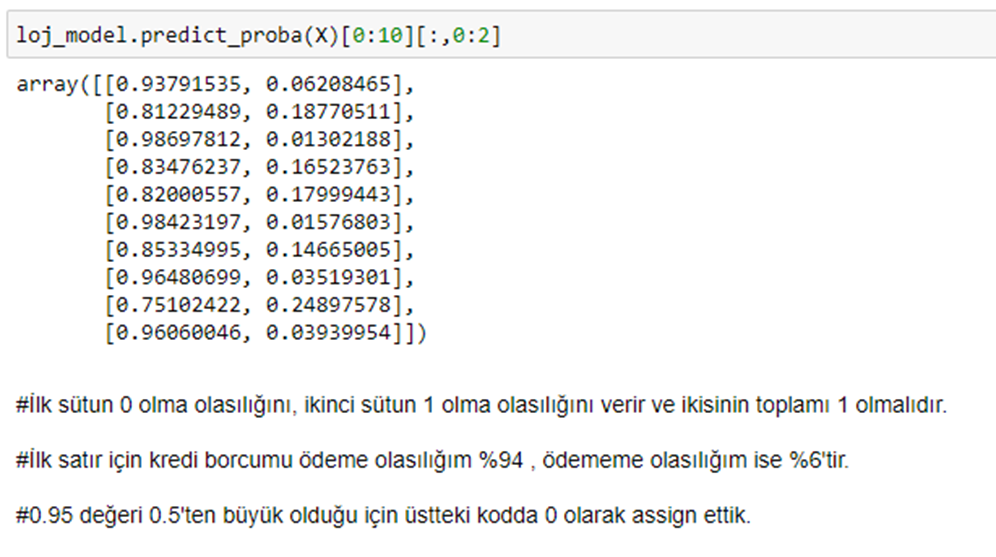 loj_model.predict_proba(X)[0:10][:,0:2]
array([[0.93791535, 0.06208465],
[0.81229489, 0.18770511],
[0.98697812, 0.01302188],
[0.83476237, 0.16523763],
[0.82000557, 0.17999443],
[0.98423197, 0.01576803],
[0.85334995, 0.14665005],
[0.96480699, 0.03519301],
[0.75102422, 0.24897578],
[0.96060046, 0.03939954]])
#İlk sütun 0 olma olasılığını, ikinci sütun 1 olma olasılığını verir ve ikisinin toplamı 1 olmalıdır.
#İlk satır için kredi borcumu ödeme olasılığım %94 , ödememe olasılığım ise %6'tir.
#0.95 değeri 0.5'ten büyük olduğu için üstteki kodda 0 olarak assign ettik.